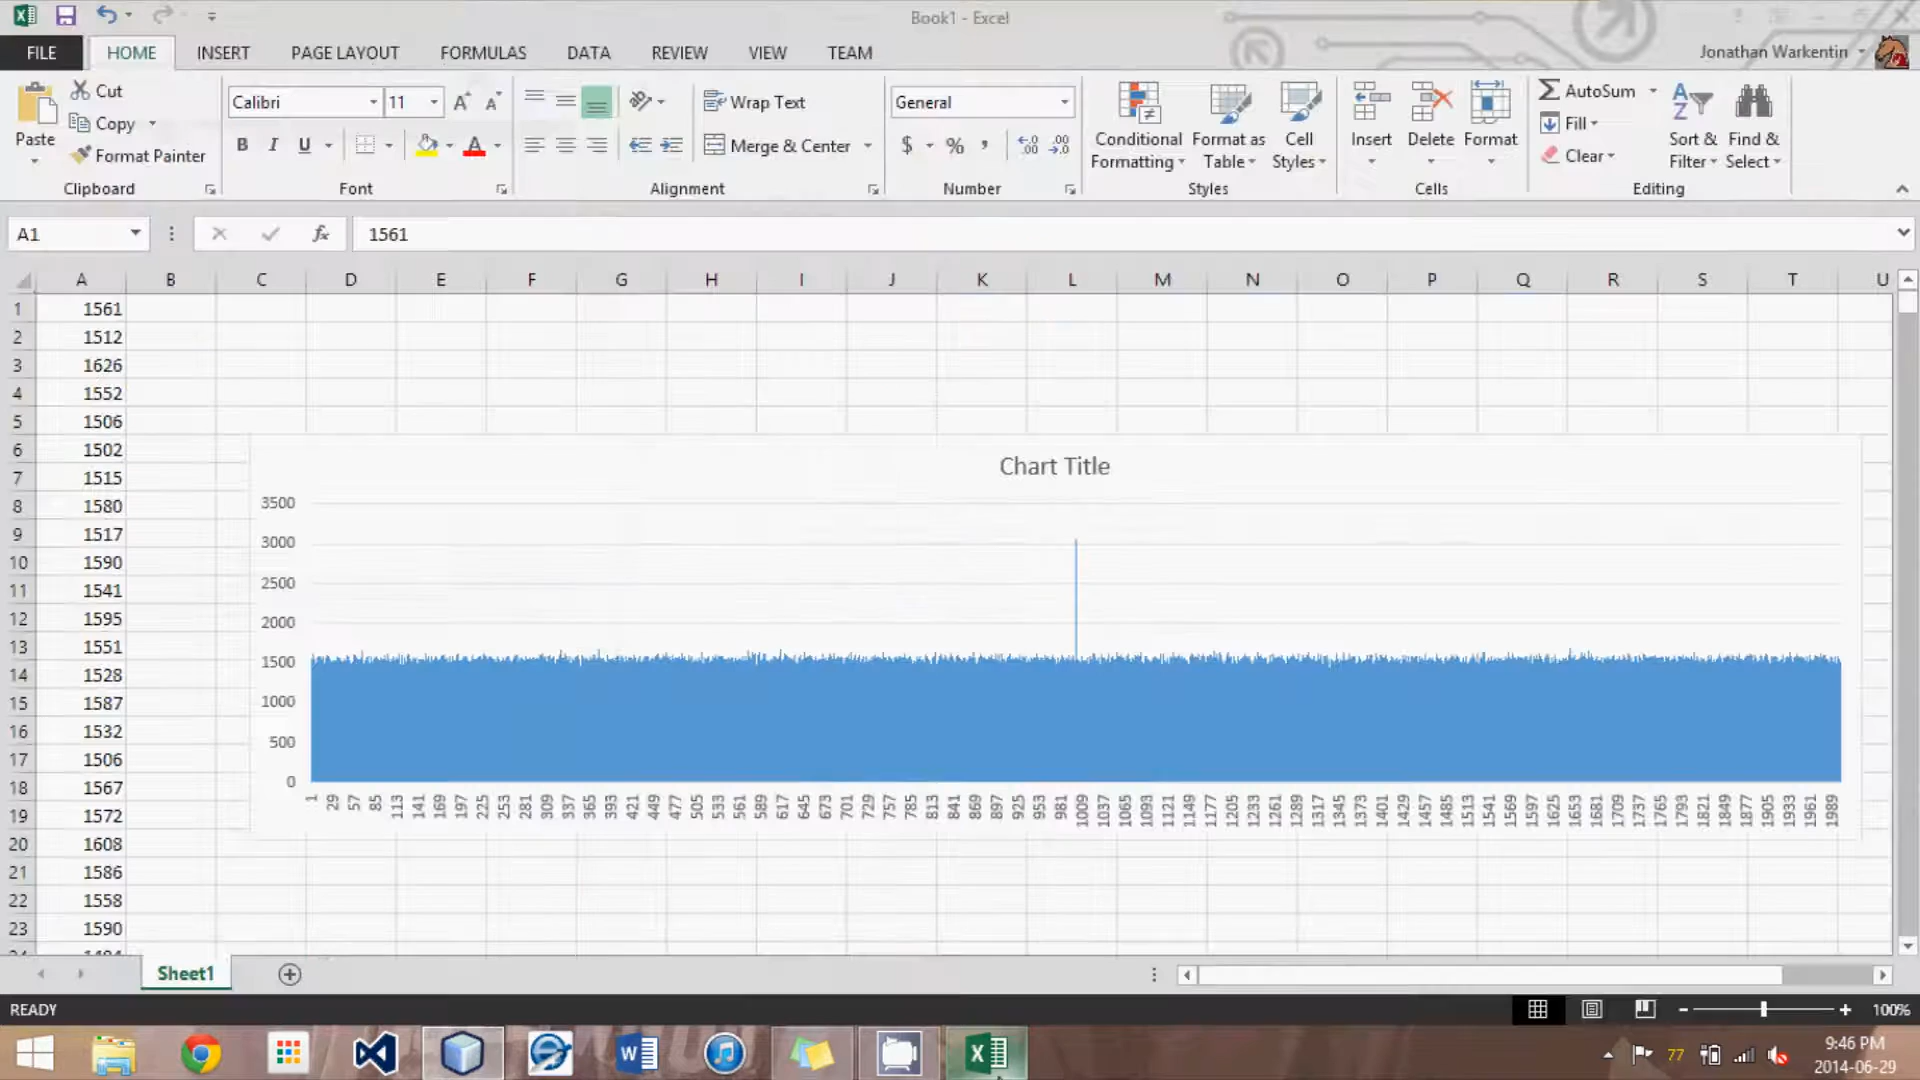 Book1 - Excel
FILE HOME INSERT PAGE LAYOUT FORMULAS DATA REVIEW VIEW TEAM Jonathan Warkentin
Paste
Cut
Copy
Format Painter
Clipboard
Calibri 11
B I U
Font
Wrap Text
Merge & Center
Alignment
General
$ % ,
Number
Conditional Formatting
Format as Table
Cell Styles
Styles
Insert Delete Format
Cells
AutoSum
Fill
Clear
Sort & Filter
Find & Select
Editing
A1 fx 1561
A B C D E F G H I J K L M N O P Q R S T U
1 1561
2 1512
3 1626
4 1552
5 1506
6 1502
7 1515
8 1580
9 1517
10 1590
11 1541
12 1595
13 1551
14 1528
15 1587
16 1532
17 1506
18 1567
19 1572
20 1608
21 1586
22 1558
23 1590
Chart Title
3500
3000
2500
2000
1500
1000
500
0
1 29 57 85 113 141 169 197 225 253 281 309 337 365 393 421 449 477 505 533 561 589 617 645 673 701 729 757 785 813 841 869 897 925 953 981 1009 1037 1065 1093 1121 1149 1177 1205 1233 1261 1289 1317 1345 1373 1401 1429 1457 1485 1513 1541 1569 1597 1625 1653 1681 1709 1737 1765 1793 1821 1849 1877 1905 1933 1961 1989
Sheet1
READY 100%
77
9:46 PM
2014-06-29